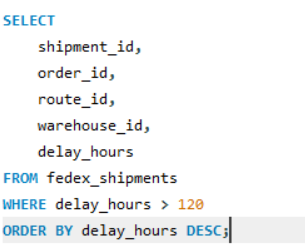 SELECT
shipment_id,
order_id,
route_id,
warehouse_id,
delay_hours
FROM fedex_shipments
WHERE delay_hours > 120
ORDER BY delay_hours DESC;